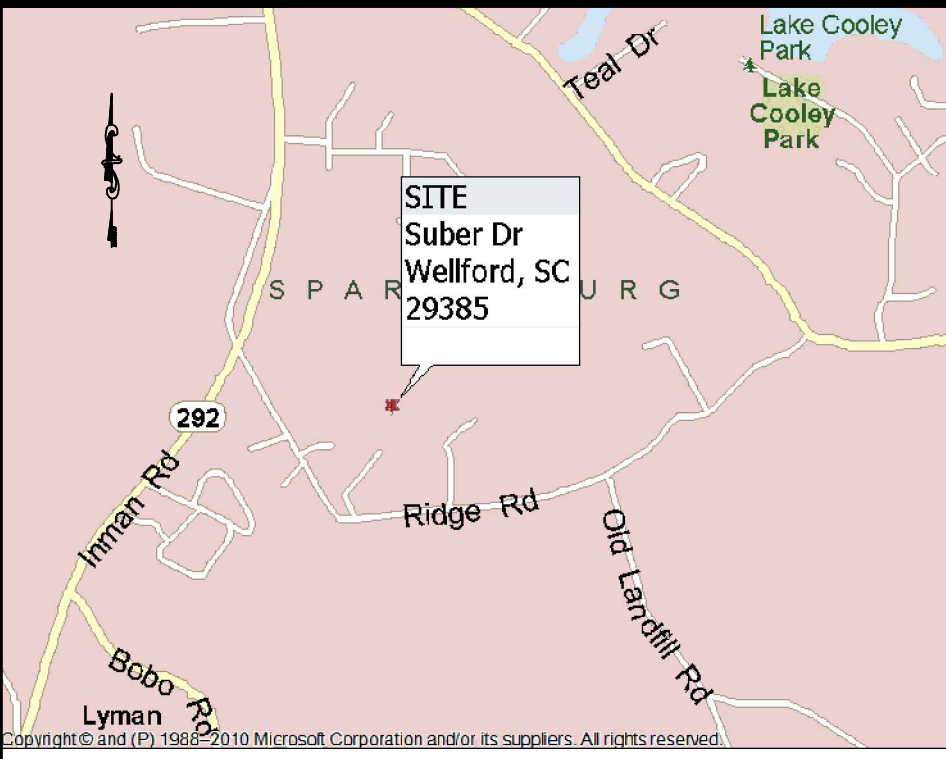 Lake Cooley
Park
Teal Dr
Lake
Cooley
Park
SITE
Suber Dr
Wellford, SC
29385
SPAR URG
292
Inman Rd
Ridge Rd
Old Landfill Rd
Bobo Rd
Lyman
Copyright © and (P) 1988–2010 Microsoft Corporation and/or its suppliers. All rights reserved.